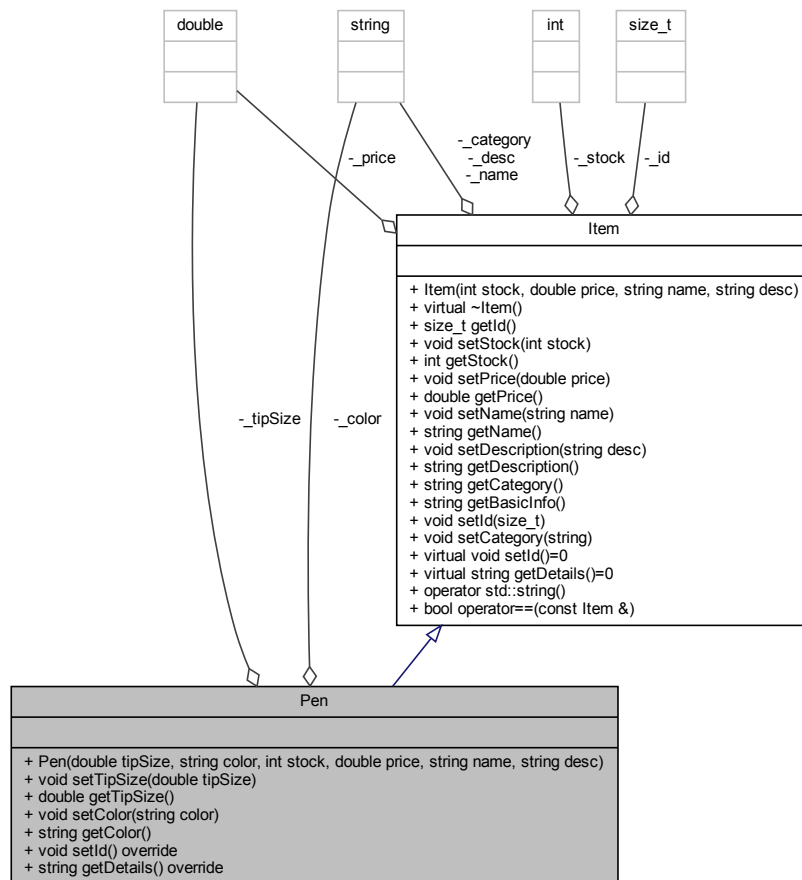 double
string
int
size_t
-_category
-_desc
-_name
-_price
-_stock
-_id
Item
+ Item(int stock, double price, string name, string desc)
+ virtual ~Item()
+ size_t getId()
+ void setStock(int stock)
+ int getStock()
+ void setPrice(double price)
+ double getPrice()
+ void setName(string name)
+ string getName()
+ void setDescription(string desc)
+ string getDescription()
+ string getCategory()
+ string getBasicInfo()
+ void setId(size_t)
+ void setCategory(string)
+ virtual void setId()=0
+ virtual string getDetails()=0
+ operator std::string()
+ bool operator==(const Item &)
-_tipSize
-_color
Pen
+ Pen(double tipSize, string color, int stock, double price, string name, string desc)
+ void setTipSize(double tipSize)
+ double getTipSize()
+ void setColor(string color)
+ string getColor()
+ void setId() override
+ string getDetails() override